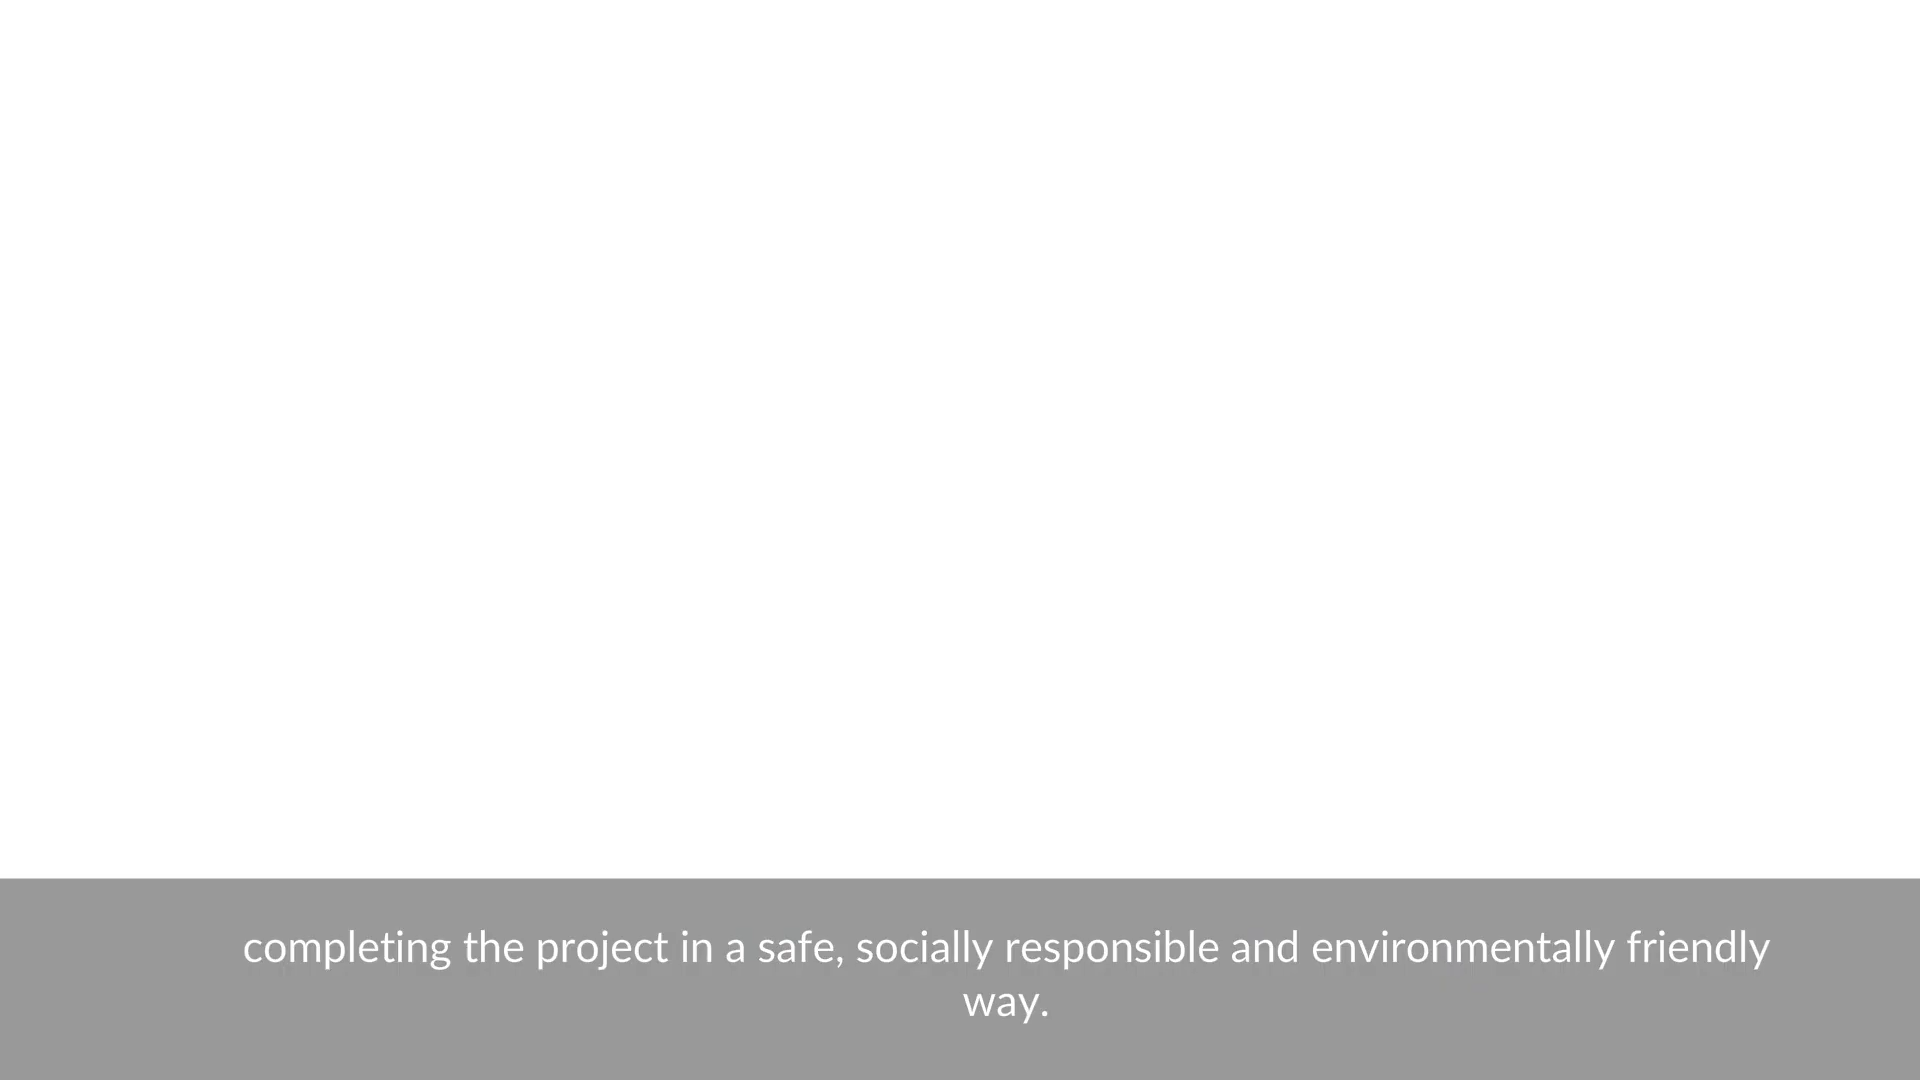 completing the project in a safe, socially responsible and environmentally friendly
way.